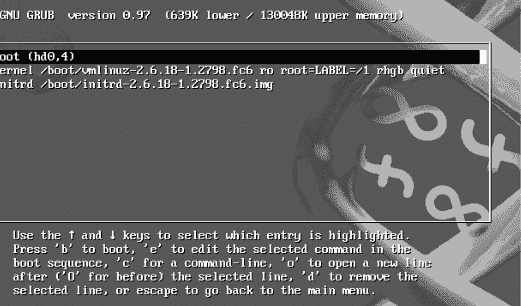 GNU GRUB version 0.97 (639K lower / 130048K upper memory)
oot (hd0,4)
ernel /boot/vmlinuz-2.6.18-1.2798.fc6 ro root=LABEL=/1 rhgb quiet
nitrd /boot/initrd-2.6.18-1.2798.fc6.img
Use the ↑ and ↓ keys to select which entry is highlighted.
Press 'b' to boot, 'e' to edit the selected command in the
boot sequence, 'c' for a command-line, 'o' to open a new line
after ('O' for before) the selected line, 'd' to remove the
selected line, or escape to go back to the main menu.